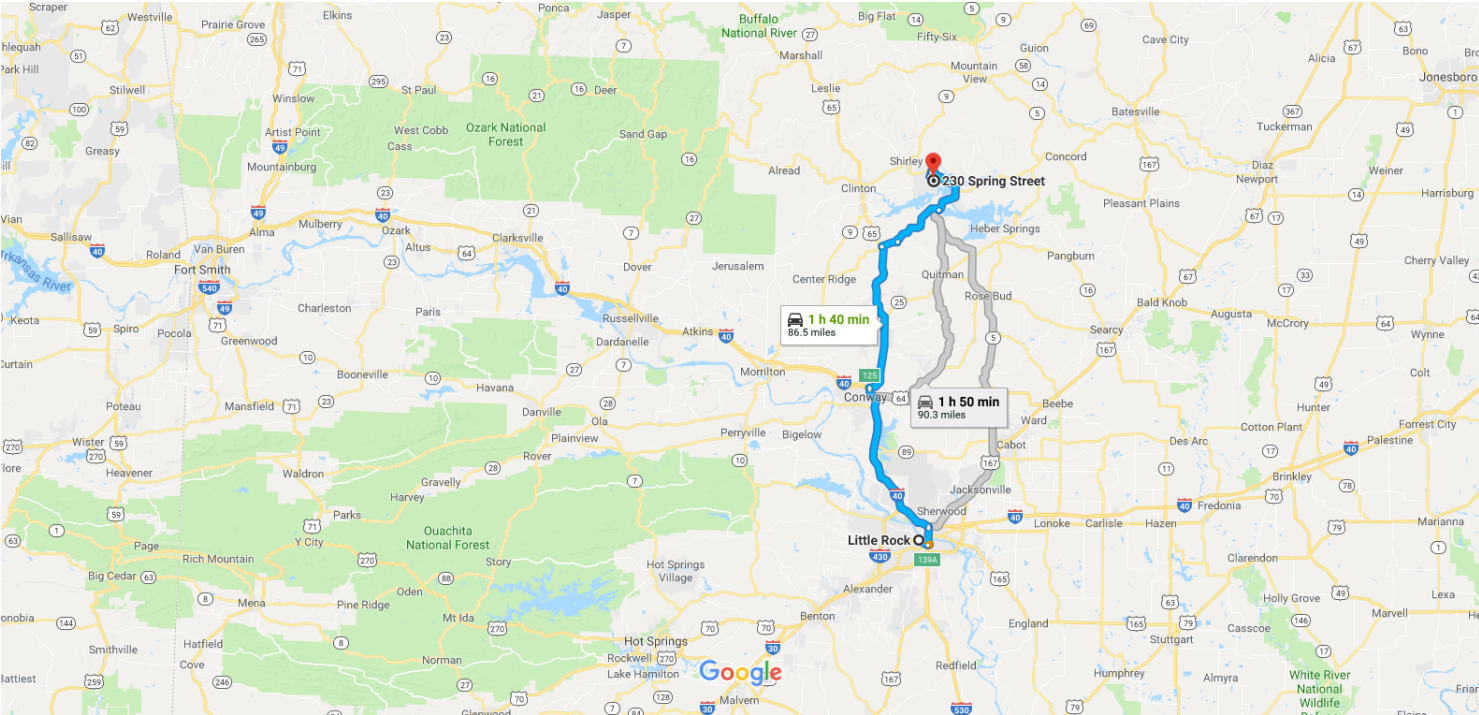 Scraper
Westville
Prairie Grove
Elkins
Ponca
Jasper
Buffalo
National River
Big Flat
Fifty-Six
Guion
Cave City
Alicia
Bono
hlequah
Park Hill
Stilwell
Winslow
St Paul
Deer
Marshall
Leslie
Mountain
View
Batesville
Jonesboro
Tuckerman
Greasy
Artist Point
Mountainburg
West Cobb
Cass
Ozark National
Forest
Sand Gap
Alread
Shirley
Clinton
Concord
Diaz
Newport
Weiner
Harrisburg
230 Spring Street
Pleasant Plains
Vian
Sallisaw
Roland
Van Buren
Alma
Mulberry
Ozark
Altus
Clarksville
Heber Springs
Fort Smith
Arkansas River
Dover
Jerusalem
Center Ridge
Quitman
Pangburn
Cherry Valley
Keota
Spiro
Pocola
Charleston
Paris
Russellville
Dardanelle
Atkins
Rose Bud
Bald Knob
Augusta
McCrory
Wynne
Searcy
Greenwood
1 h 40 min
86.5 miles
Booneville
Havana
Morrilton
Conway
125
1 h 50 min
90.3 miles
Beebe
Ward
Cabot
Colt
Hunter
Cotton Plant
Forrest City
Palestine
Poteau
Mansfield
Danville
Ola
Plainview
Perryville
Bigelow
Rover
Wister
Heavener
Waldron
Gravelly
Harvey
Parks
Y City
Des Arc
Brinkley
Jacksonville
Sherwood
Lonoke
Carlisle
Hazen
Fredonia
Marianna
Little Rock
139A
Page
Big Cedar
Rich Mountain
Ouachita
National Forest
Story
Oden
Pine Ridge
Mena
Mt Ida
Hot Springs
Village
Alexander
Benton
England
Clarendon
Holly Grove
Marvell
Lexa
Casscoe
Stuttgart
Smithville
Hatfield
Cove
Norman
Hot Springs
Rockwell
Lake Hamilton
Malvern
Google
Redfield
Humphrey
Almyra
White River
National
Wildlife
Glenwood